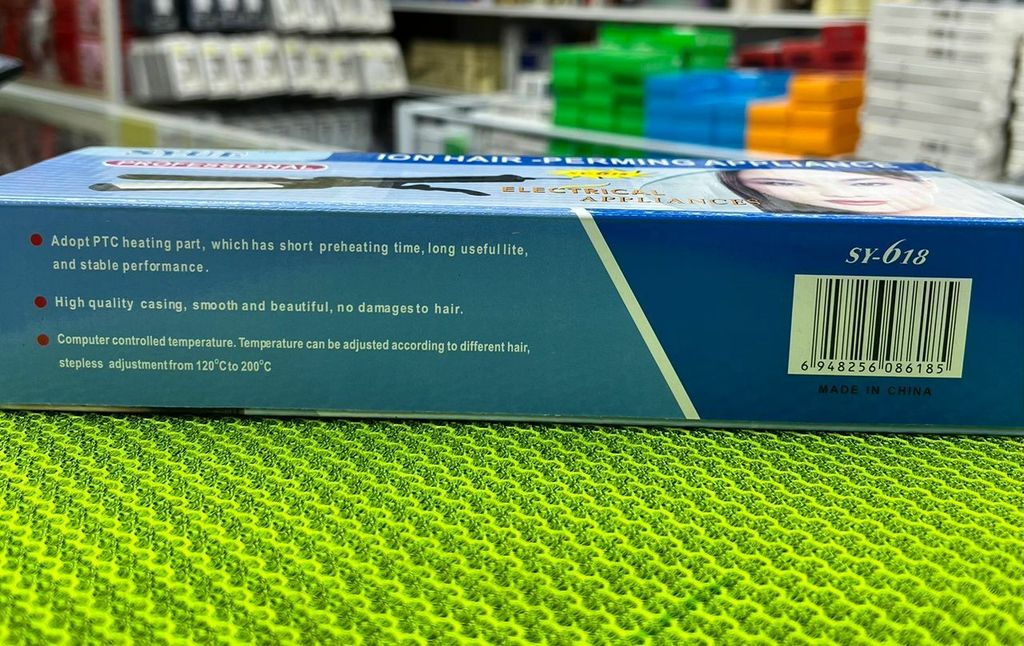 PROFESSIONAL
ION HAIR -PERMING APPLIANCE
ELECTRICAL
APPLIANCES
Adopt PTC heating part, which has short preheating time, long useful lite,
and stable performance.
High quality casing, smooth and beautiful, no damages to hair.
Computer controlled temperature. Temperature can be adjusted according to different hair,
stepless adjustment from 120°C to 200°C
SY-618
6 948256 086185
MADE IN CHINA